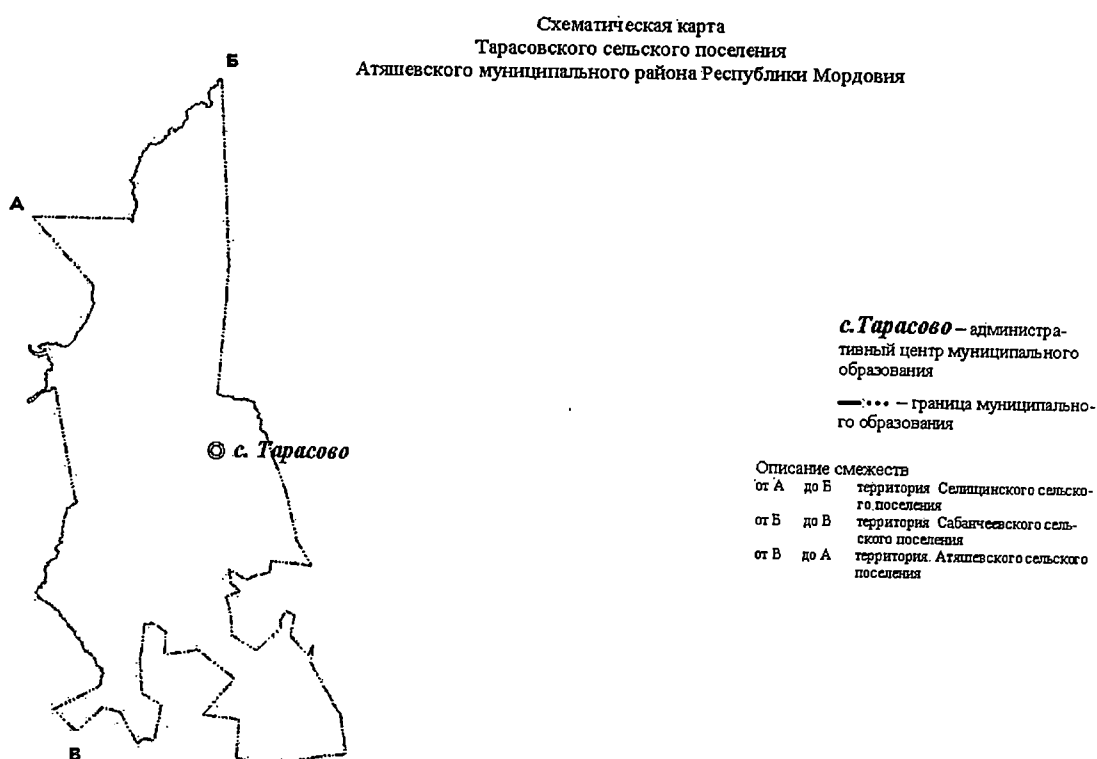 Схематическая карта
Тарасовского сельского поселения
Атяшевского муниципального района Республики Мордовия
Б
А
с. Тарасово
В
с. Тарасово – администра-
тивный центр муниципального
образования
– граница муниципально-
го образования
Описание смежеств
от А до Б территория Селищинского сельско-
го поселения
от Б до В территория Сабанчеевского сель-
ского поселения
от В до А территория. Атяшевского сельского
поселения